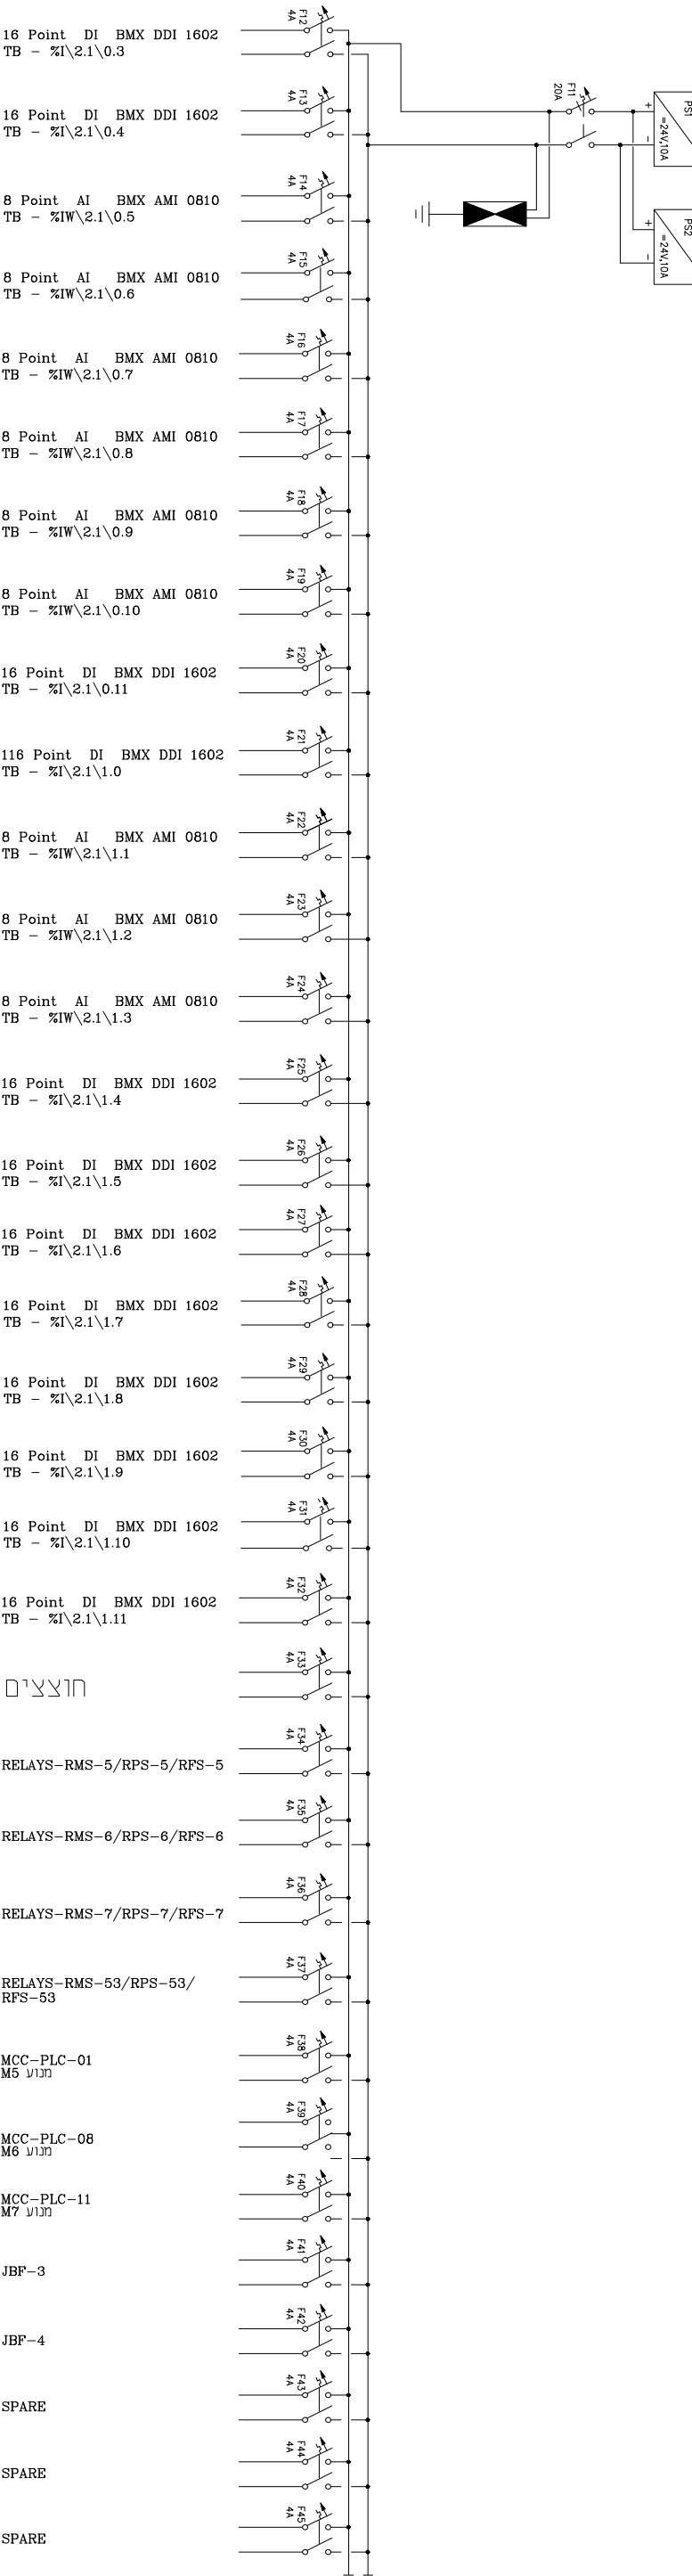 16 Point DI BMX DDI 1602
TB - %I\2.1\0.3
F12
4A
16 Point DI BMX DDI 1602
TB - %I\2.1\0.4
F13
4A
F11
20A
PS1
+
-
=24V,10A
PS2
+
-
=24V,10A
8 Point AI BMX AMI 0810
TB - %IW\2.1\0.5
F14
4A
8 Point AI BMX AMI 0810
TB - %IW\2.1\0.6
F15
4A
8 Point AI BMX AMI 0810
TB - %IW\2.1\0.7
F16
4A
8 Point AI BMX AMI 0810
TB - %IW\2.1\0.8
F17
4A
8 Point AI BMX AMI 0810
TB - %IW\2.1\0.9
F18
4A
8 Point AI BMX AMI 0810
TB - %IW\2.1\0.10
F19
4A
16 Point DI BMX DDI 1602
TB - %I\2.1\0.11
F20
4A
116 Point DI BMX DDI 1602
TB - %I\2.1\1.0
F21
4A
8 Point AI BMX AMI 0810
TB - %IW\2.1\1.1
F22
4A
8 Point AI BMX AMI 0810
TB - %IW\2.1\1.2
F23
4A
8 Point AI BMX AMI 0810
TB - %IW\2.1\1.3
F24
4A
16 Point DI BMX DDI 1602
TB - %I\2.1\1.4
F25
4A
16 Point DI BMX DDI 1602
TB - %I\2.1\1.5
F26
4A
16 Point DI BMX DDI 1602
TB - %I\2.1\1.6
F27
4A
16 Point DI BMX DDI 1602
TB - %I\2.1\1.7
F28
4A
16 Point DI BMX DDI 1602
TB - %I\2.1\1.8
F29
4A
16 Point DI BMX DDI 1602
TB - %I\2.1\1.9
F30
4A
16 Point DI BMX DDI 1602
TB - %I\2.1\1.10
F31
4A
16 Point DI BMX DDI 1602
TB - %I\2.1\1.11
F32
4A
חוצצים
F33
4A
RELAYS-RMS-5/RPS-5/RFS-5
F34
4A
RELAYS-RMS-6/RPS-6/RFS-6
F35
4A
RELAYS-RMS-7/RPS-7/RFS-7
F36
4A
RELAYS-RMS-53/RPS-53/
RFS-53
F37
4A
MCC-PLC-01
M5 מנוע
F38
4A
MCC-PLC-08
M6 מנוע
F39
4A
MCC-PLC-11
M7 מנוע
F40
4A
JBF-3
F41
4A
JBF-4
F42
4A
SPARE
F43
4A
SPARE
F44
4A
SPARE
F45
4A